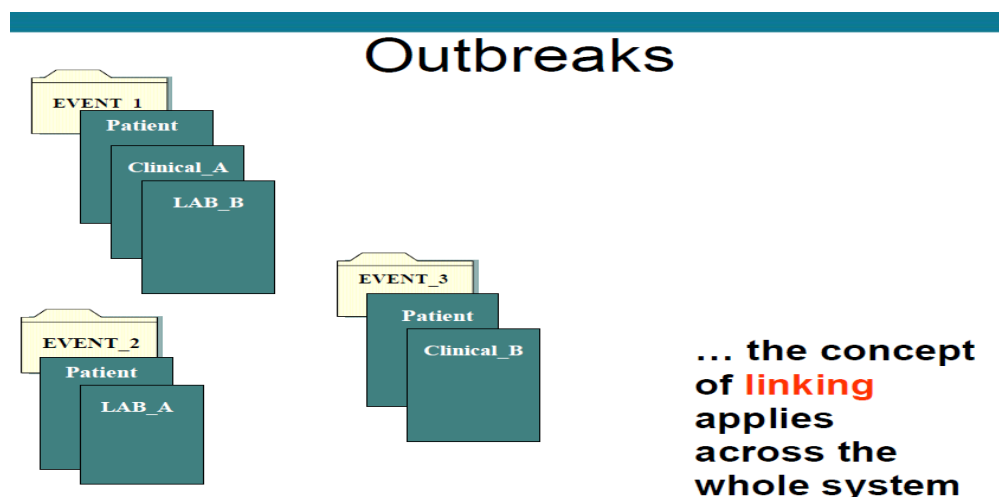 Outbreaks
EVENT_1
Patient
Clinical_A
LAB_B
EVENT_2
Patient
LAB_A
EVENT_3
Patient
Clinical_B
... the concept
of linking
applies
across the
whole system